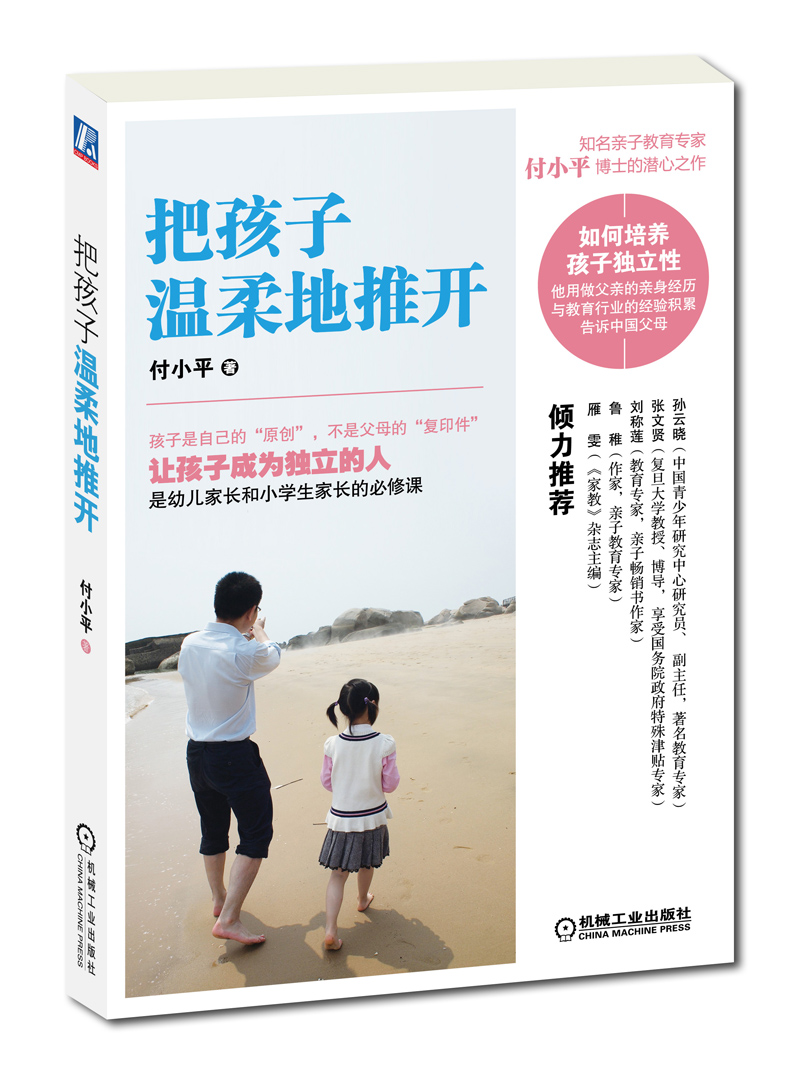 把孩子
温柔地推开
付小平 著
孩子是自己的“原创”，不是父母的“复印件”
让孩子成为独立的人
是幼儿家长和小学生家长的必修课
知名亲子教育专家
付小平 博士的潜心之作
如何培养
孩子独立性
他用做父亲的亲身经历
与教育行业的经验积累
告诉中国父母
孙云晓（中国青少年研究中心研究员、副主任，著名教育专家）
张文贤（复旦大学教授、博导，享受国务院政府特殊津贴专家）
刘称莲（教育专家，亲子畅销书作家）
鲁稚（作家，亲子教育专家）
雁雯（《家教》杂志主编）
倾力推荐
机械工业出版社
CHINA MACHINE PRESS
把孩子温柔地推开
付小平 著
机械工业出版社
CHINA MACHINE PRESS